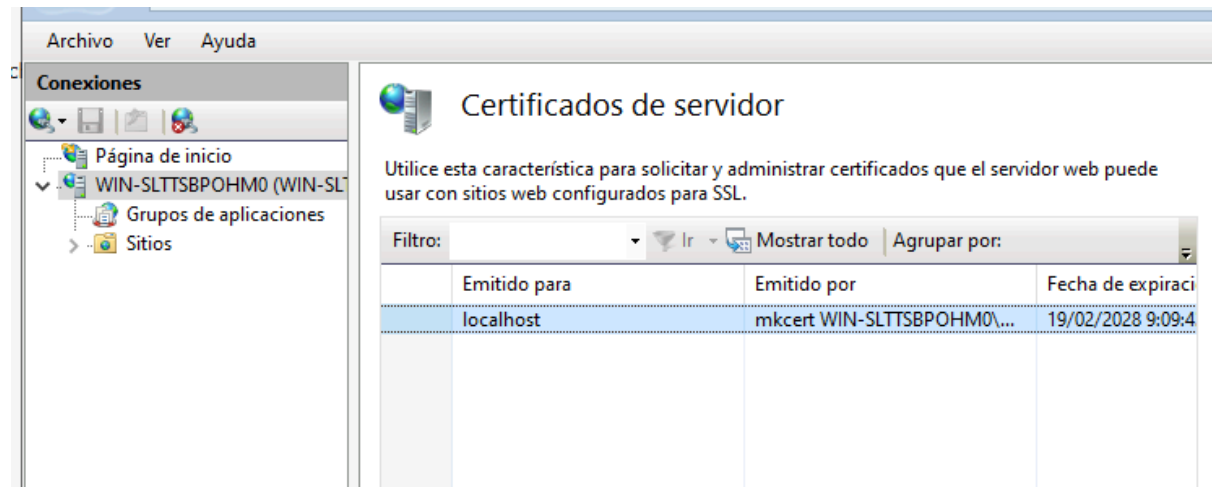 Archivo Ver Ayuda
Conexiones
Página de inicio
WIN-SLTTSBPOHM0 (WIN-SLT
Grupos de aplicaciones
Sitios
Certificados de servidor
Utilice esta característica para solicitar y administrar certificados que el servidor web puede
usar con sitios web configurados para SSL.
Filtro: Ir Mostrar todo Agrupar por:
Emitido para Emitido por Fecha de expiraci
localhost mkcert WIN-SLTTSBPOHM0\... 19/02/2028 9:09:4